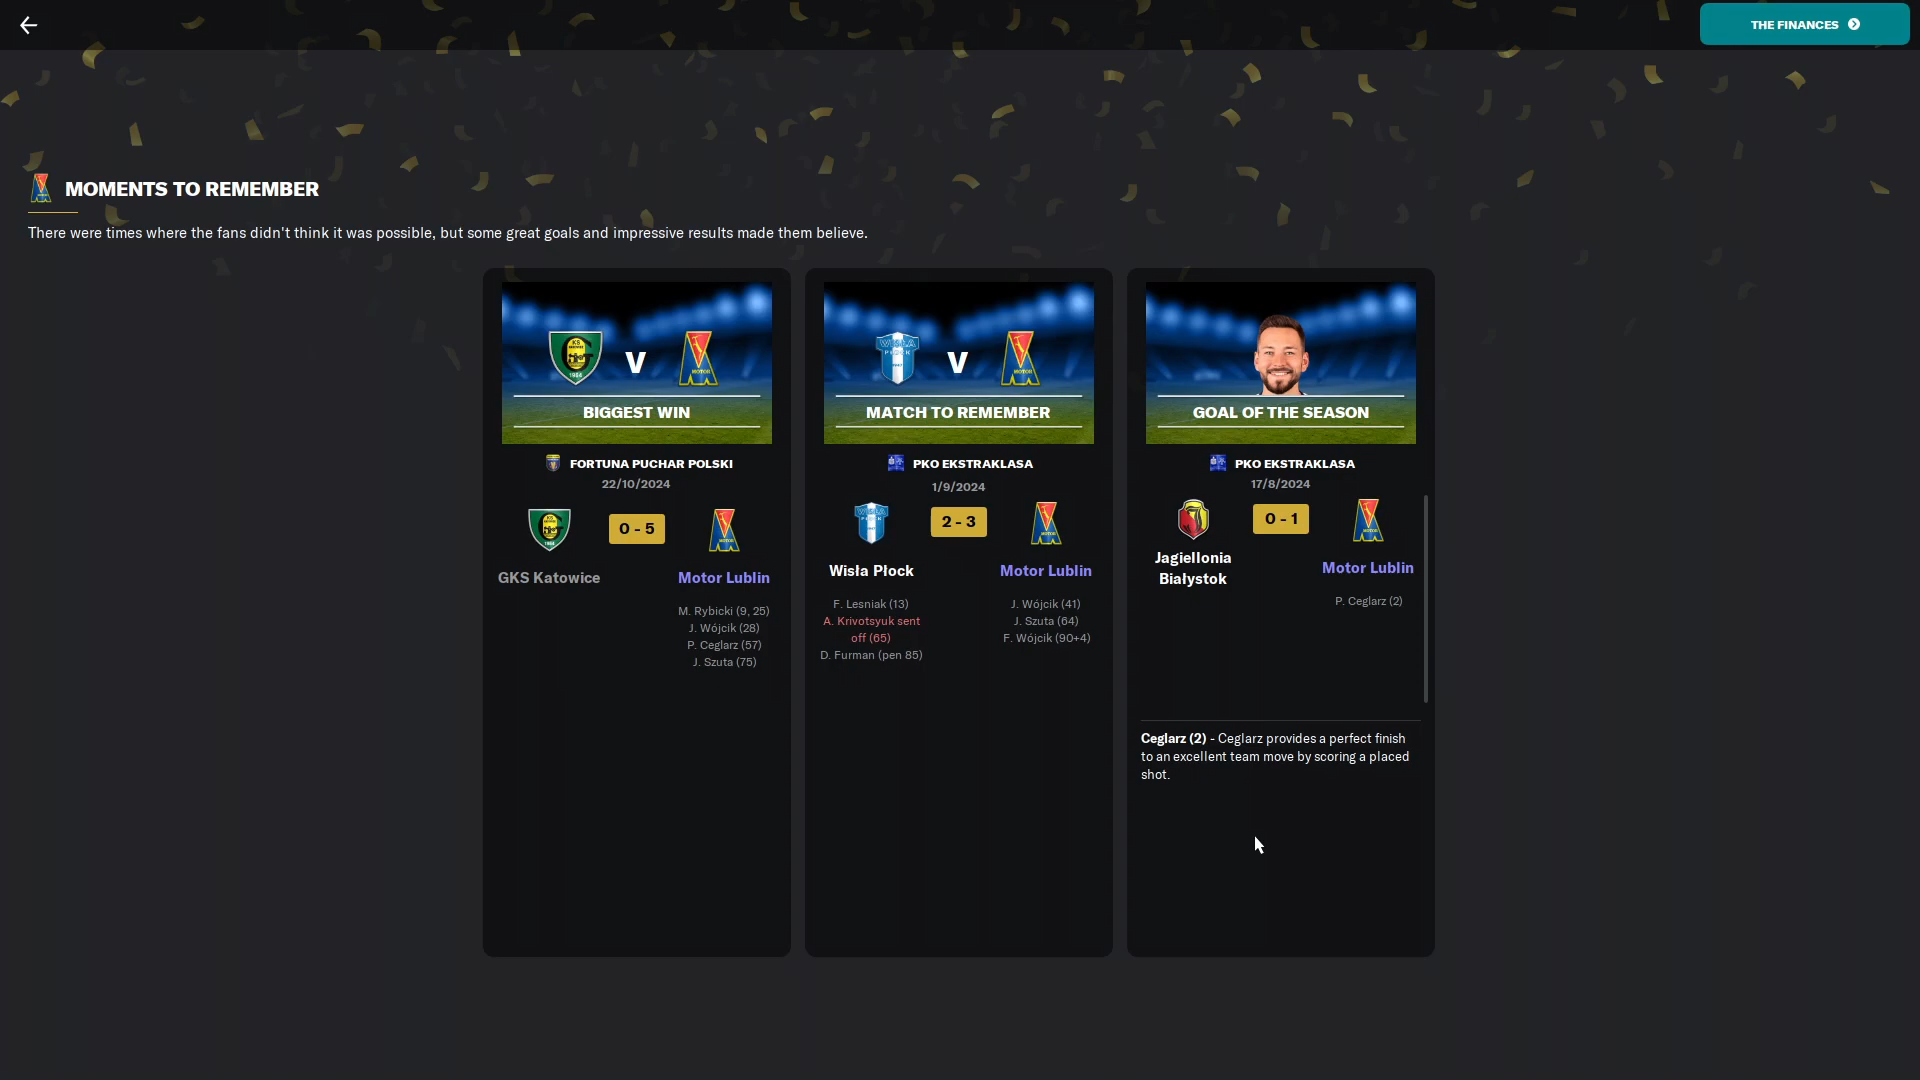 THE FINANCES
MOMENTS TO REMEMBER
There were times where the fans didn't think it was possible, but some great goals and impressive results made them believe.
V
BIGGEST WIN
FORTUNA PUCHAR POLSKI
22/10/2024
0 - 5
GKS Katowice
Motor Lublin
M. Rybicki (9, 25)
J. Wójcik (28)
P. Ceglarz (57)
J. Szuta (75)
V
MATCH TO REMEMBER
PKO EKSTRAKLASA
1/9/2024
2 - 3
Wisła Płock
Motor Lublin
F. Lesniak (13)
A. Krivotsyuk sent
off (65)
D. Furman (pen 85)
J. Wójcik (41)
J. Szuta (64)
F. Wójcik (90+4)
GOAL OF THE SEASON
PKO EKSTRAKLASA
17/8/2024
0 - 1
Jagiellonia
Białystok
Motor Lublin
P. Ceglarz (2)
Ceglarz (2) - Ceglarz provides a perfect finish
to an excellent team move by scoring a placed
shot.